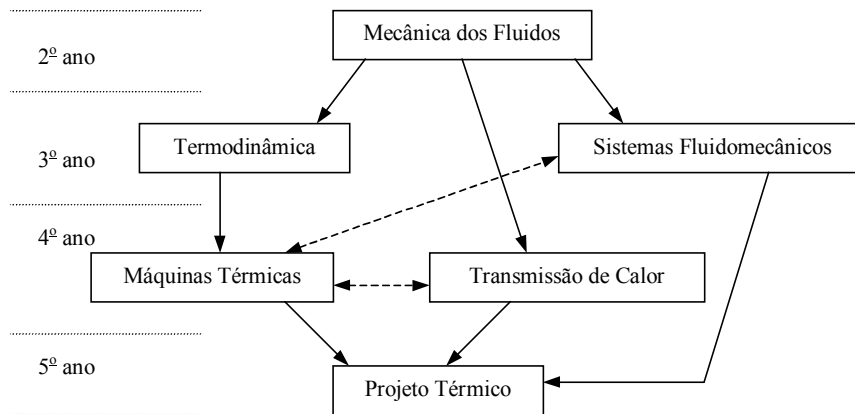 Mecânica dos Fluidos
2º ano
Termodinâmica
Sistemas Fluidomecânicos
3º ano
4º ano
Máquinas Térmicas
Transmissão de Calor
5º ano
Projeto Térmico